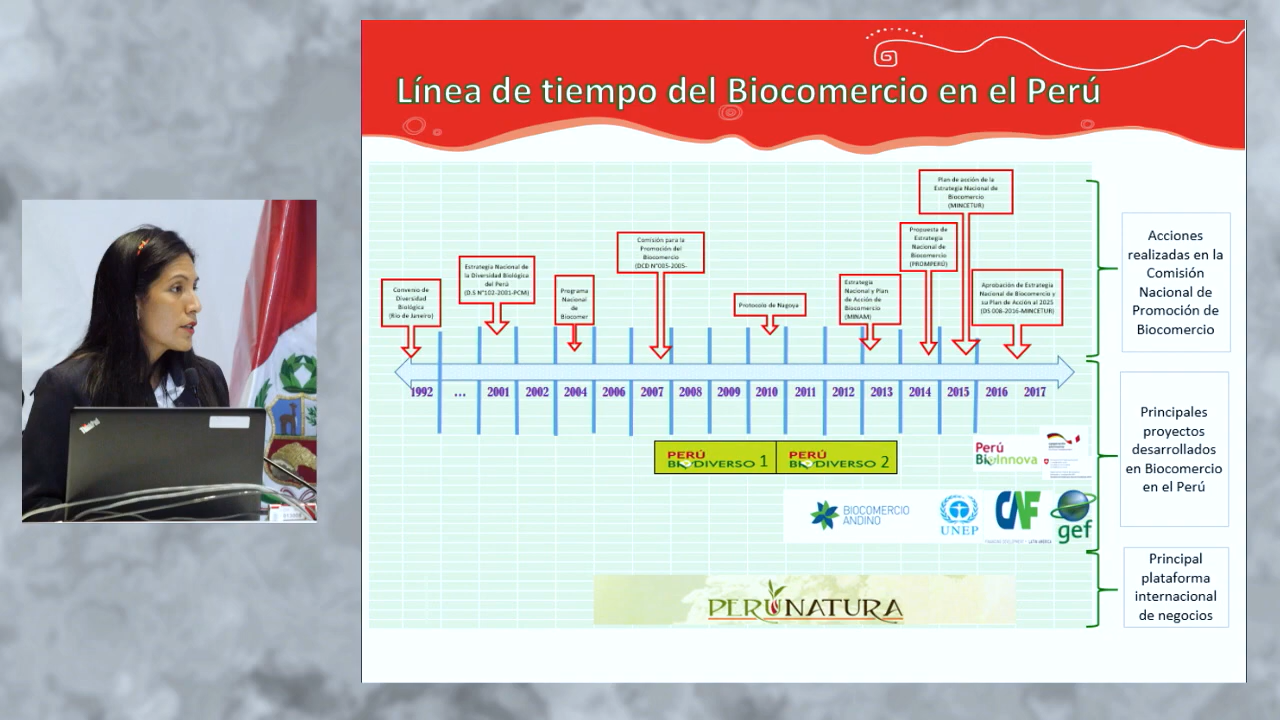 Línea de tiempo del Biocomercio en el Perú
Convenio de
Diversidad
Biológica
(Rio de Janeiro)
Estrategia Nacional de
la Diversidad Biológica
del Perú
(D.S N°102-2001-PCM)
Programa
Nacional
de
Biocomer
Comisión para la
Promoción del
Biocomercio
(DCD N°005-2005-
Protocolo de Nagoya
Estrategia
Nacional y Plan
de Acción de
Biocomercio
(MINAM)
Propuesta de
Estrategia
Nacional de
Biocomercio
(PROMPERÚ)
Plan de acción de la
Estrategia Nacional de
Biocomercio
(MINCETUR)
Aprobación de Estrategia
Nacional de Biocomercio y
su Plan de Acción al 2025
(DS 008-2016-MINCETUR)
1992 ... 2001 2002 2004 2006 2007 2008 2009 2010 2011 2012 2013 2014 2015 2016 2017
PERÚ
BIODIVERSO 1
PERÚ
BIODIVERSO 2
Perú
BioInnova
BIOCOMERCIO
ANDINO
UNEP
CAF
gef
PERÚNATURA
Acciones
realizadas en la
Comisión
Nacional de
Promoción de
Biocomercio
Principales
proyectos
desarrollados
en Biocomercio
en el Perú
Principal
plataforma
internacional
de negocios
ThinkPad